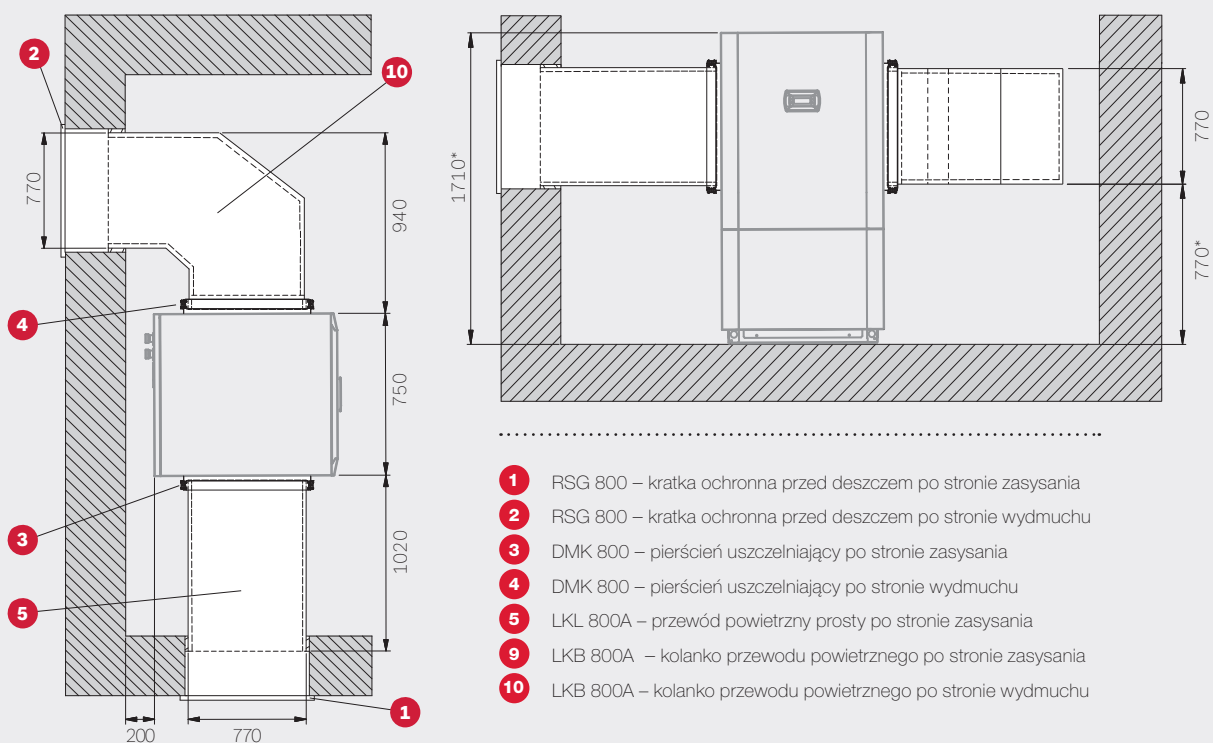 2
10
770
940
4
750
3
1020
5
1
200
770
1710*
770
770*
1 RSG 800 – kratka ochronna przed deszczem po stronie zasysania
2 RSG 800 – kratka ochronna przed deszczem po stronie wydmuchu
3 DMK 800 – pierścień uszczelniający po stronie zasysania
4 DMK 800 – pierścień uszczelniający po stronie wydmuchu
5 LKL 800A – przewód powietrzny prosty po stronie zasysania
9 LKB 800A – kolanko przewodu powietrznego po stronie zasysania
10 LKB 800A – kolanko przewodu powietrznego po stronie wydmuchu